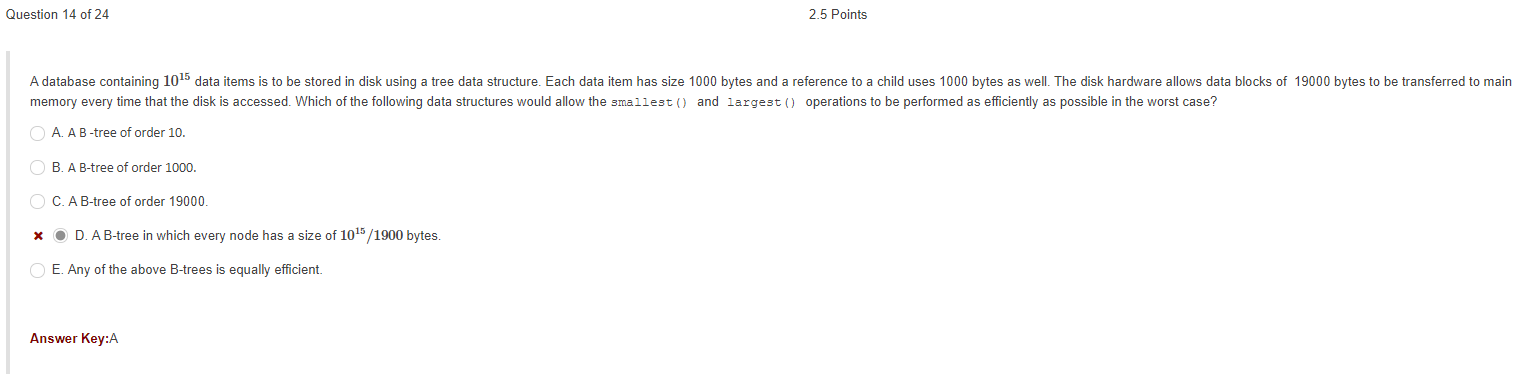 Question 14 of 24 2.5 Points
A database containing 10¹⁵ data items is to be stored in disk using a tree data structure. Each data item has size 1000 bytes and a reference to a child uses 1000 bytes as well. The disk hardware allows data blocks of 19000 bytes to be transferred to main
memory every time that the disk is accessed. Which of the following data structures would allow the smallest() and largest() operations to be performed as efficiently as possible in the worst case?
A. A B -tree of order 10.
B. A B-tree of order 1000.
C. A B-tree of order 19000.
D. A B-tree in which every node has a size of 10¹⁵/1900 bytes.
E. Any of the above B-trees is equally efficient.
Answer Key:A